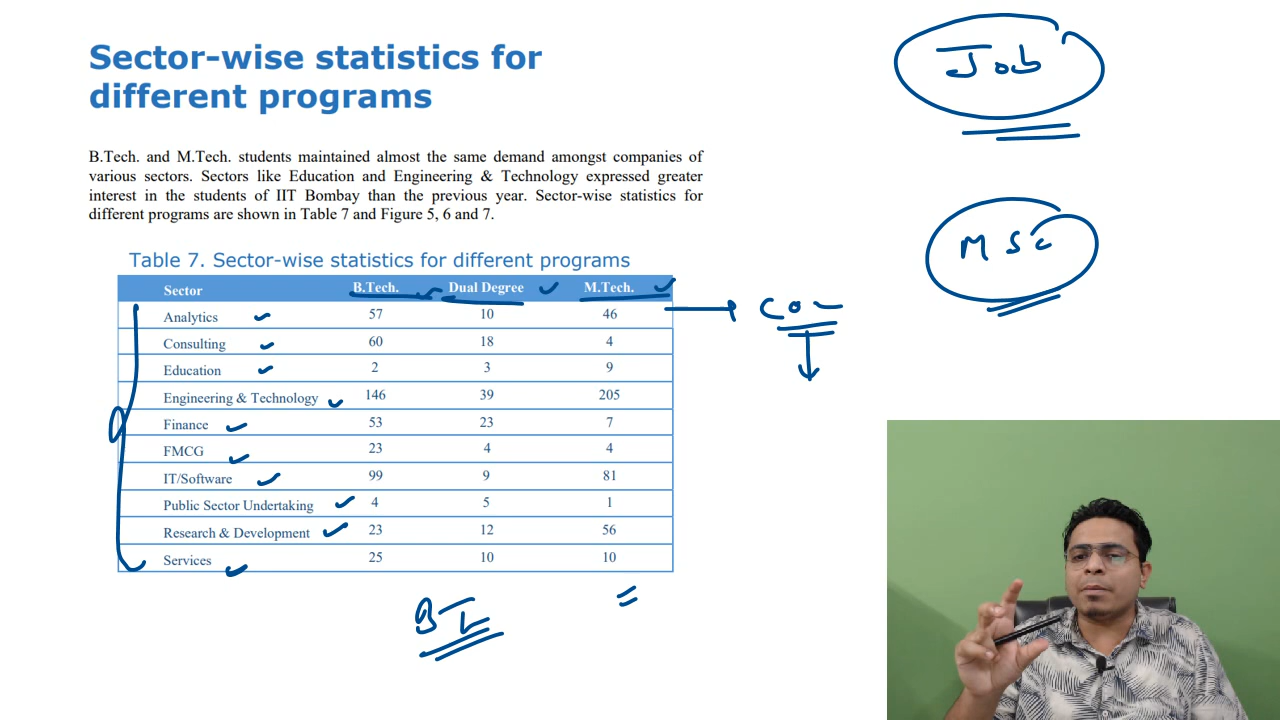 Sector-wise statistics for
different programs
B.Tech. and M.Tech. students maintained almost the same demand amongst companies of
various sectors. Sectors like Education and Engineering & Technology expressed greater
interest in the students of IIT Bombay than the previous year. Sector-wise statistics for
different programs are shown in Table 7 and Figure 5, 6 and 7.
Table 7. Sector-wise statistics for different programs
Sector B.Tech. Dual Degree M.Tech.
Analytics 57 10 46
Consulting 60 18 4
Education 2 3 9
Engineering & Technology 146 39 205
Finance 53 23 7
FMCG 23 4 4
IT/Software 99 9 81
Public Sector Undertaking 4 5 1
Research & Development 23 12 56
Services 25 10 10
Job
MSc